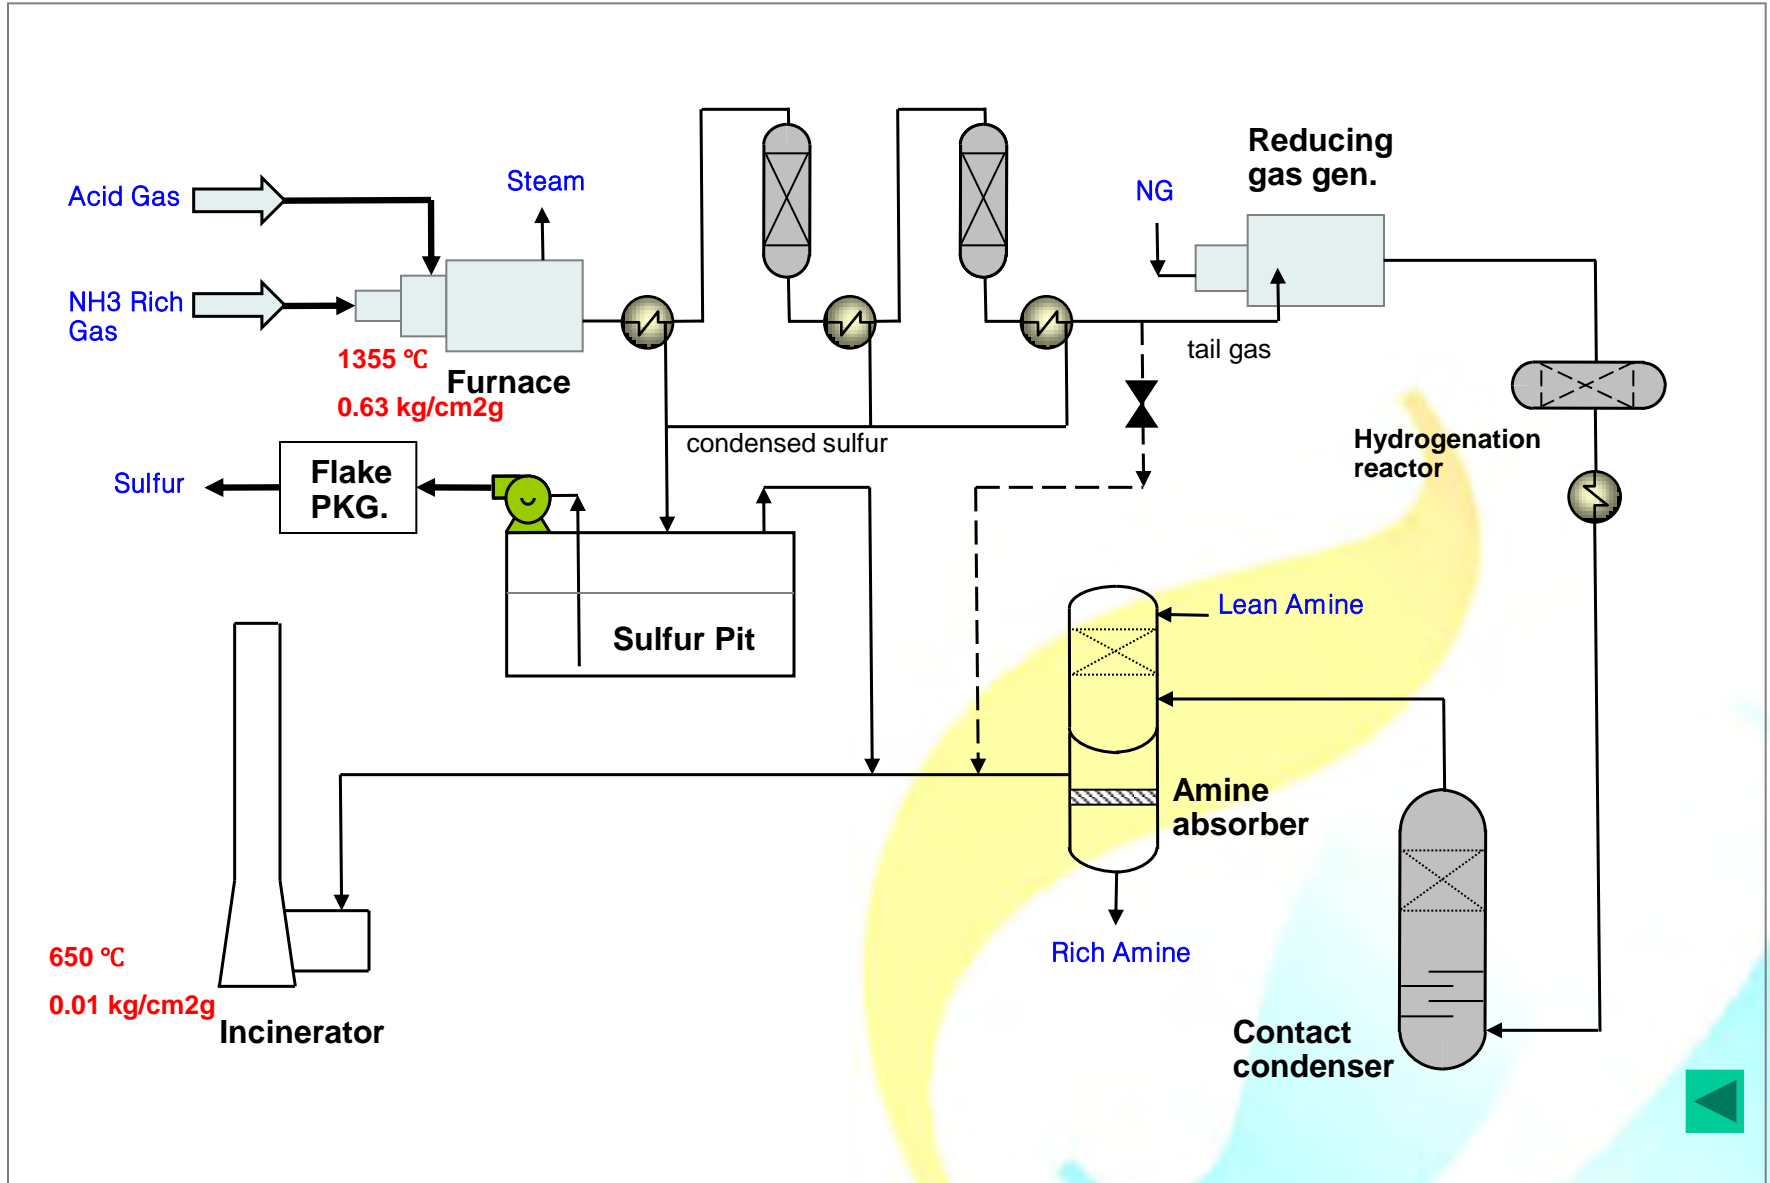 Acid Gas
Steam
NG
Reducing
gas gen.
NH3 Rich
Gas
1355 ℃
Furnace
0.63 kg/cm2g
tail gas
condensed sulfur
Hydrogenation
reactor
Sulfur
Flake
PKG.
Sulfur Pit
Lean Amine
Amine
absorber
Rich Amine
650 ℃
0.01 kg/cm2g
Incinerator
Contact
condenser